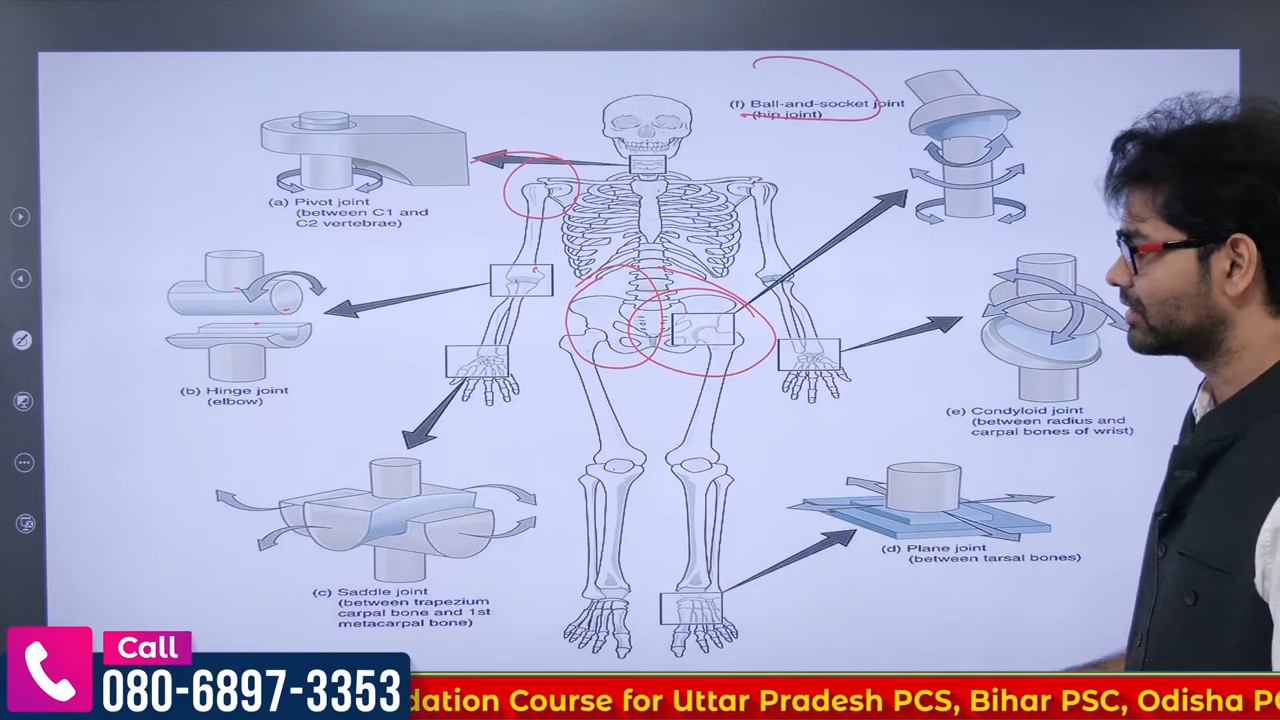 (f) Ball-and-socket joint
(hip joint)
(a) Pivot joint
(between C1 and
C2 vertebrae)
(b) Hinge joint
(elbow)
(e) Condyloid joint
(between radius and
carpal bones of wrist)
(d) Plane joint
(between tarsal bones)
(c) Saddle joint
(between trapezium
carpal bone and 1st
metacarpal bone)
Call
080-6897-3353
dation Course for Uttar Pradesh PCS, Bihar PSC, Odisha P